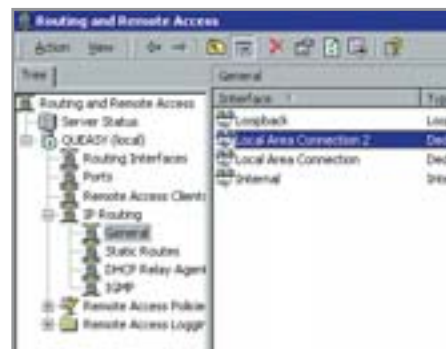 Routing and Remote Access
Action View
Tree
General
Interface
Routing and Remote Access
Server Status
QUEASY (local)
Routing Interfaces
Ports
Remote Access Clients
IP Routing
General
Static Routes
DHCP Relay Agent
IGMP
Remote Access Policie
Remote Access Loggin
Loopback
Local Area Connection 2
Local Area Connection
Internal